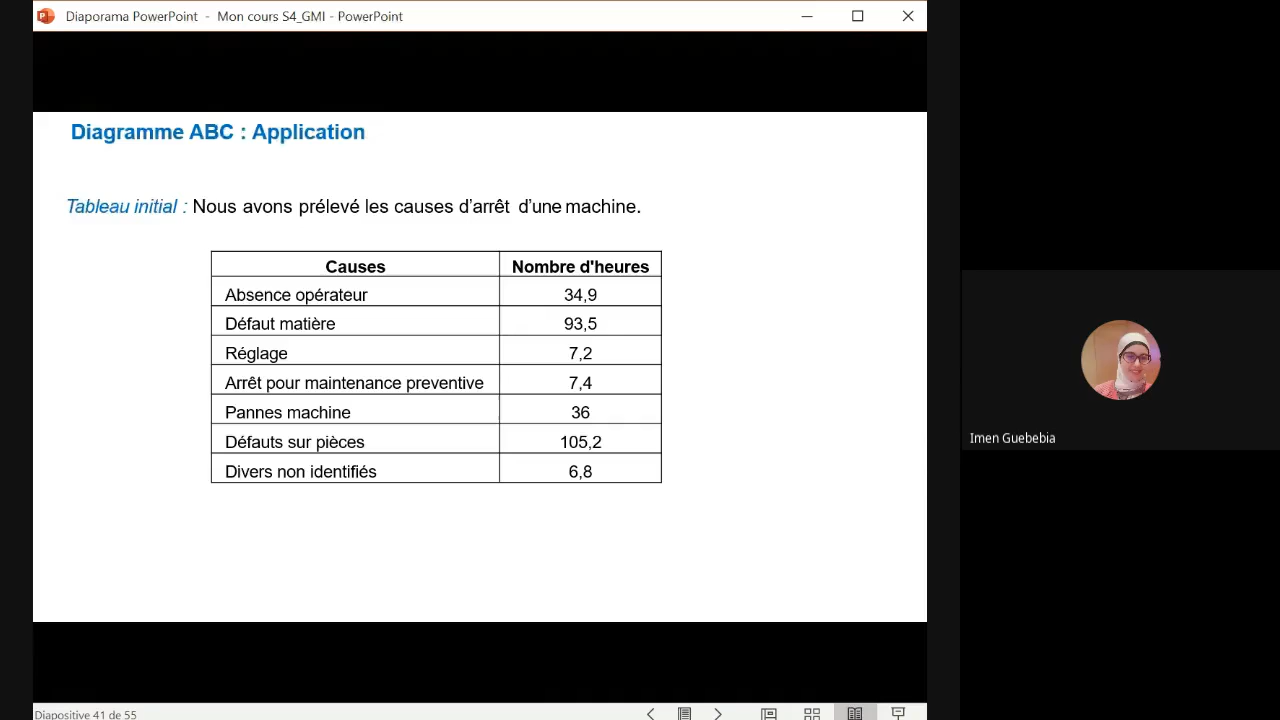 Diaporama PowerPoint - Mon cours S4_GMI - PowerPoint
Diagramme ABC : Application
Tableau initial : Nous avons prélevé les causes d'arrêt d'une machine.
Causes Nombre d'heures
Absence opérateur 34,9
Défaut matière 93,5
Réglage 7,2
Arrêt pour maintenance preventive 7,4
Pannes machine 36
Défauts sur pièces 105,2
Divers non identifiés 6,8
Imen Guebebia
Diapositive 41 de 55